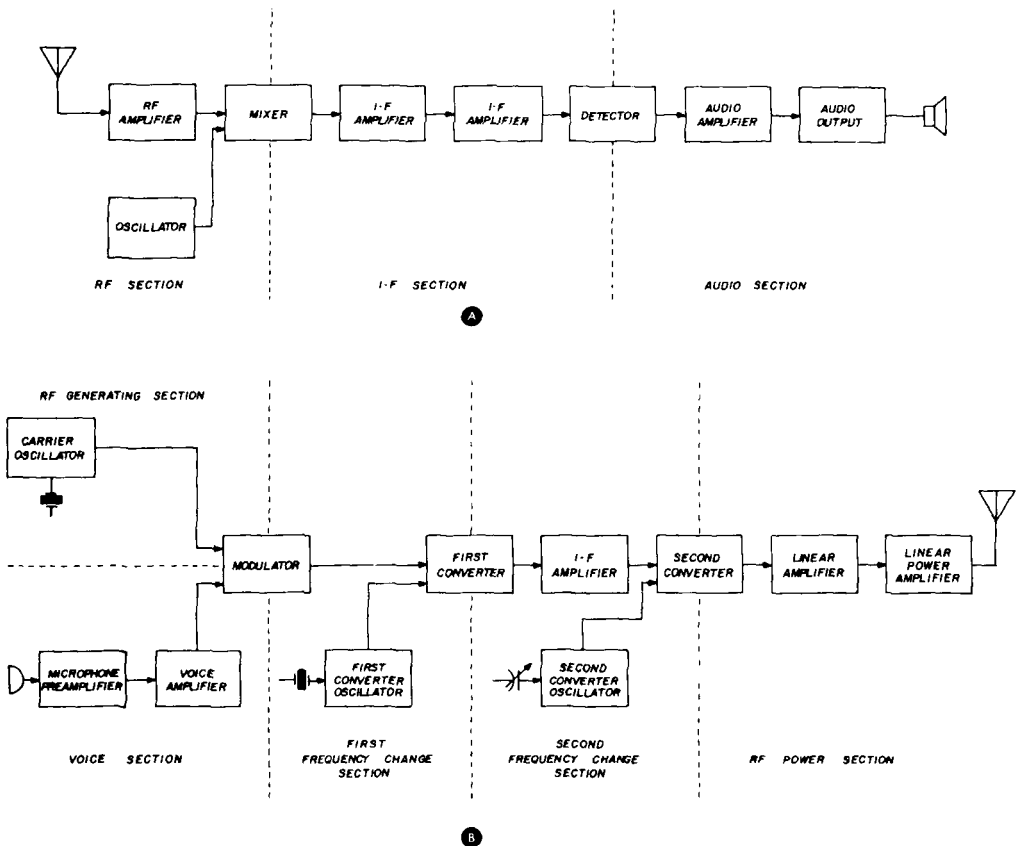 RF
AMPLIFIER
MIXER
I-F
AMPLIFIER
I-F
AMPLIFIER
DETECTOR
AUDIO
AMPLIFIER
AUDIO
OUTPUT
OSCILLATOR
RF SECTION
I-F SECTION
AUDIO SECTION
A
RF GENERATING SECTION
CARRIER
OSCILLATOR
MODULATOR
FIRST
CONVERTER
I-F
AMPLIFIER
SECOND
CONVERTER
LINEAR
AMPLIFIER
LINEAR
POWER
AMPLIFIER
MICROPHONE
PREAMPLIFIER
VOICE
AMPLIFIER
FIRST
CONVERTER
OSCILLATOR
SECOND
CONVERTER
OSCILLATOR
VOICE SECTION
FIRST
FREQUENCY CHANGE
SECTION
SECOND
FREQUENCY CHANGE
SECTION
RF POWER SECTION
B